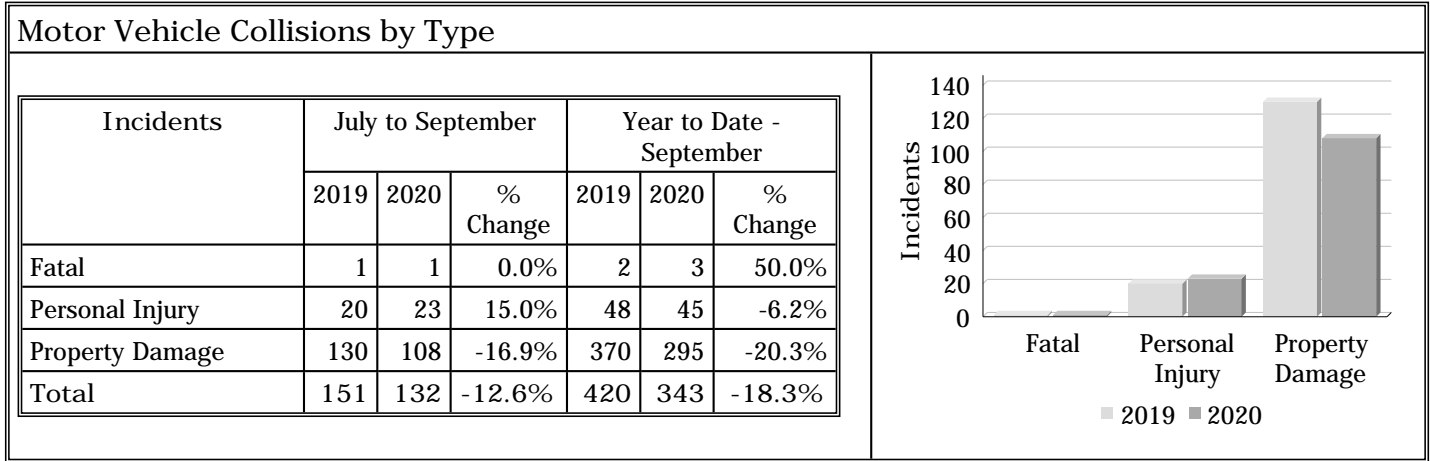 Motor Vehicle Collisions by Type
Incidents July to September Year to Date -
September
2019 2020 % 2019 2020 %
Change Change
Fatal 1 1 0.0% 2 3 50.0%
Personal Injury 20 23 15.0% 48 45 -6.2%
Property Damage 130 108 -16.9% 370 295 -20.3%
Total 151 132 -12.6% 420 343 -18.3%
Incidents
140
120
100
80
60
40
20
0
Fatal Personal Property
Injury Damage
2019 2020